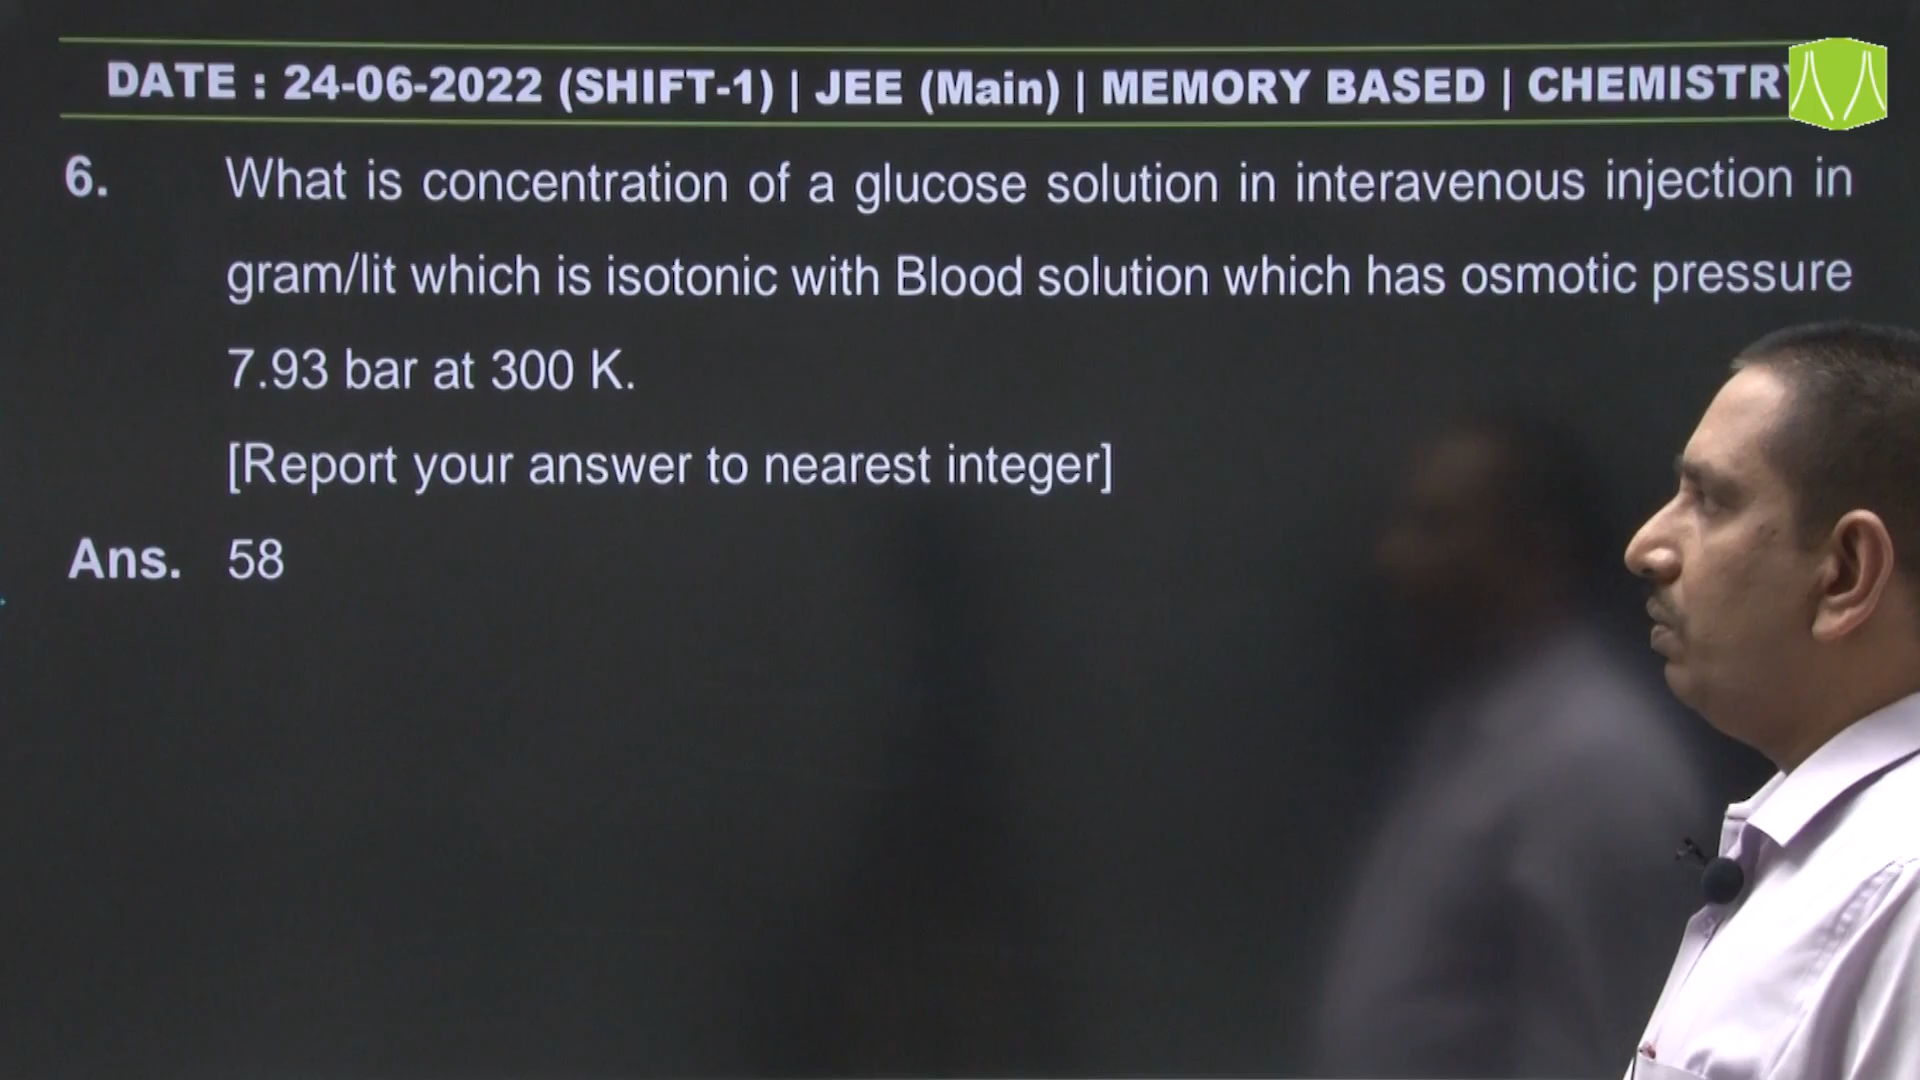 DATE : 24-06-2022 (SHIFT-1) | JEE (Main) | MEMORY BASED | CHEMISTR
6. What is concentration of a glucose solution in interavenous injection in
gram/lit which is isotonic with Blood solution which has osmotic pressure
7.93 bar at 300 K.
[Report your answer to nearest integer]
Ans. 58